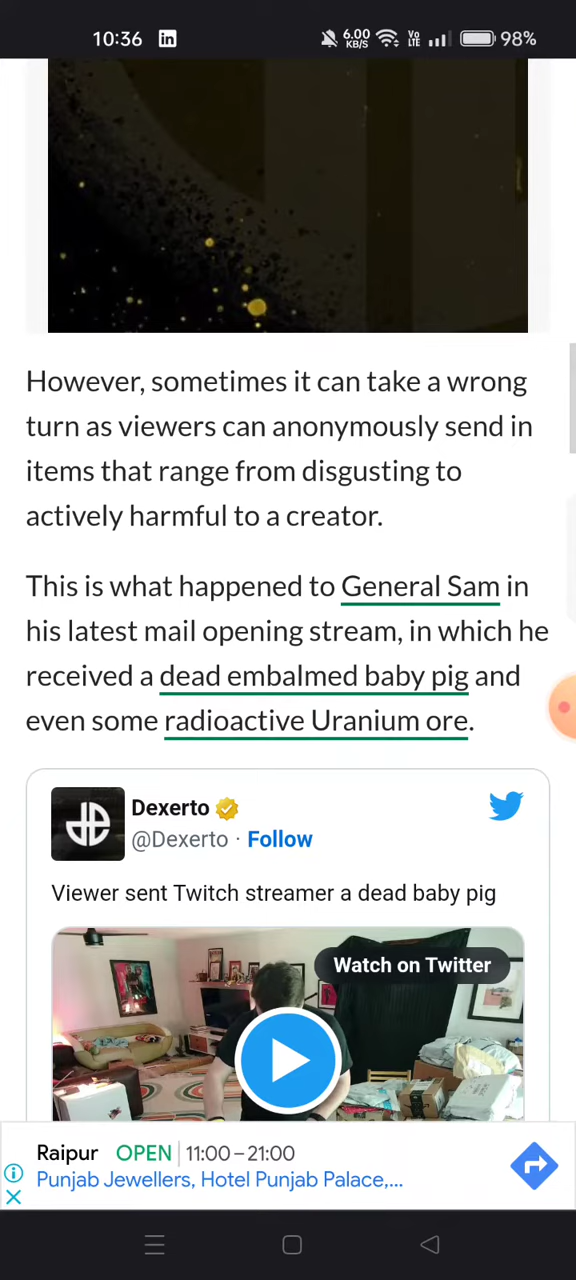 10:36 in 6.00 KB/S Vo LTE 98%
However, sometimes it can take a wrong
turn as viewers can anonymously send in
items that range from disgusting to
actively harmful to a creator.
This is what happened to General Sam in
his latest mail opening stream, in which he
received a dead embalmed baby pig and
even some radioactive Uranium ore.
Dexerto
@Dexerto · Follow
Viewer sent Twitch streamer a dead baby pig
Watch on Twitter
Raipur OPEN 11:00 – 21:00
Punjab Jewellers, Hotel Punjab Palace,...